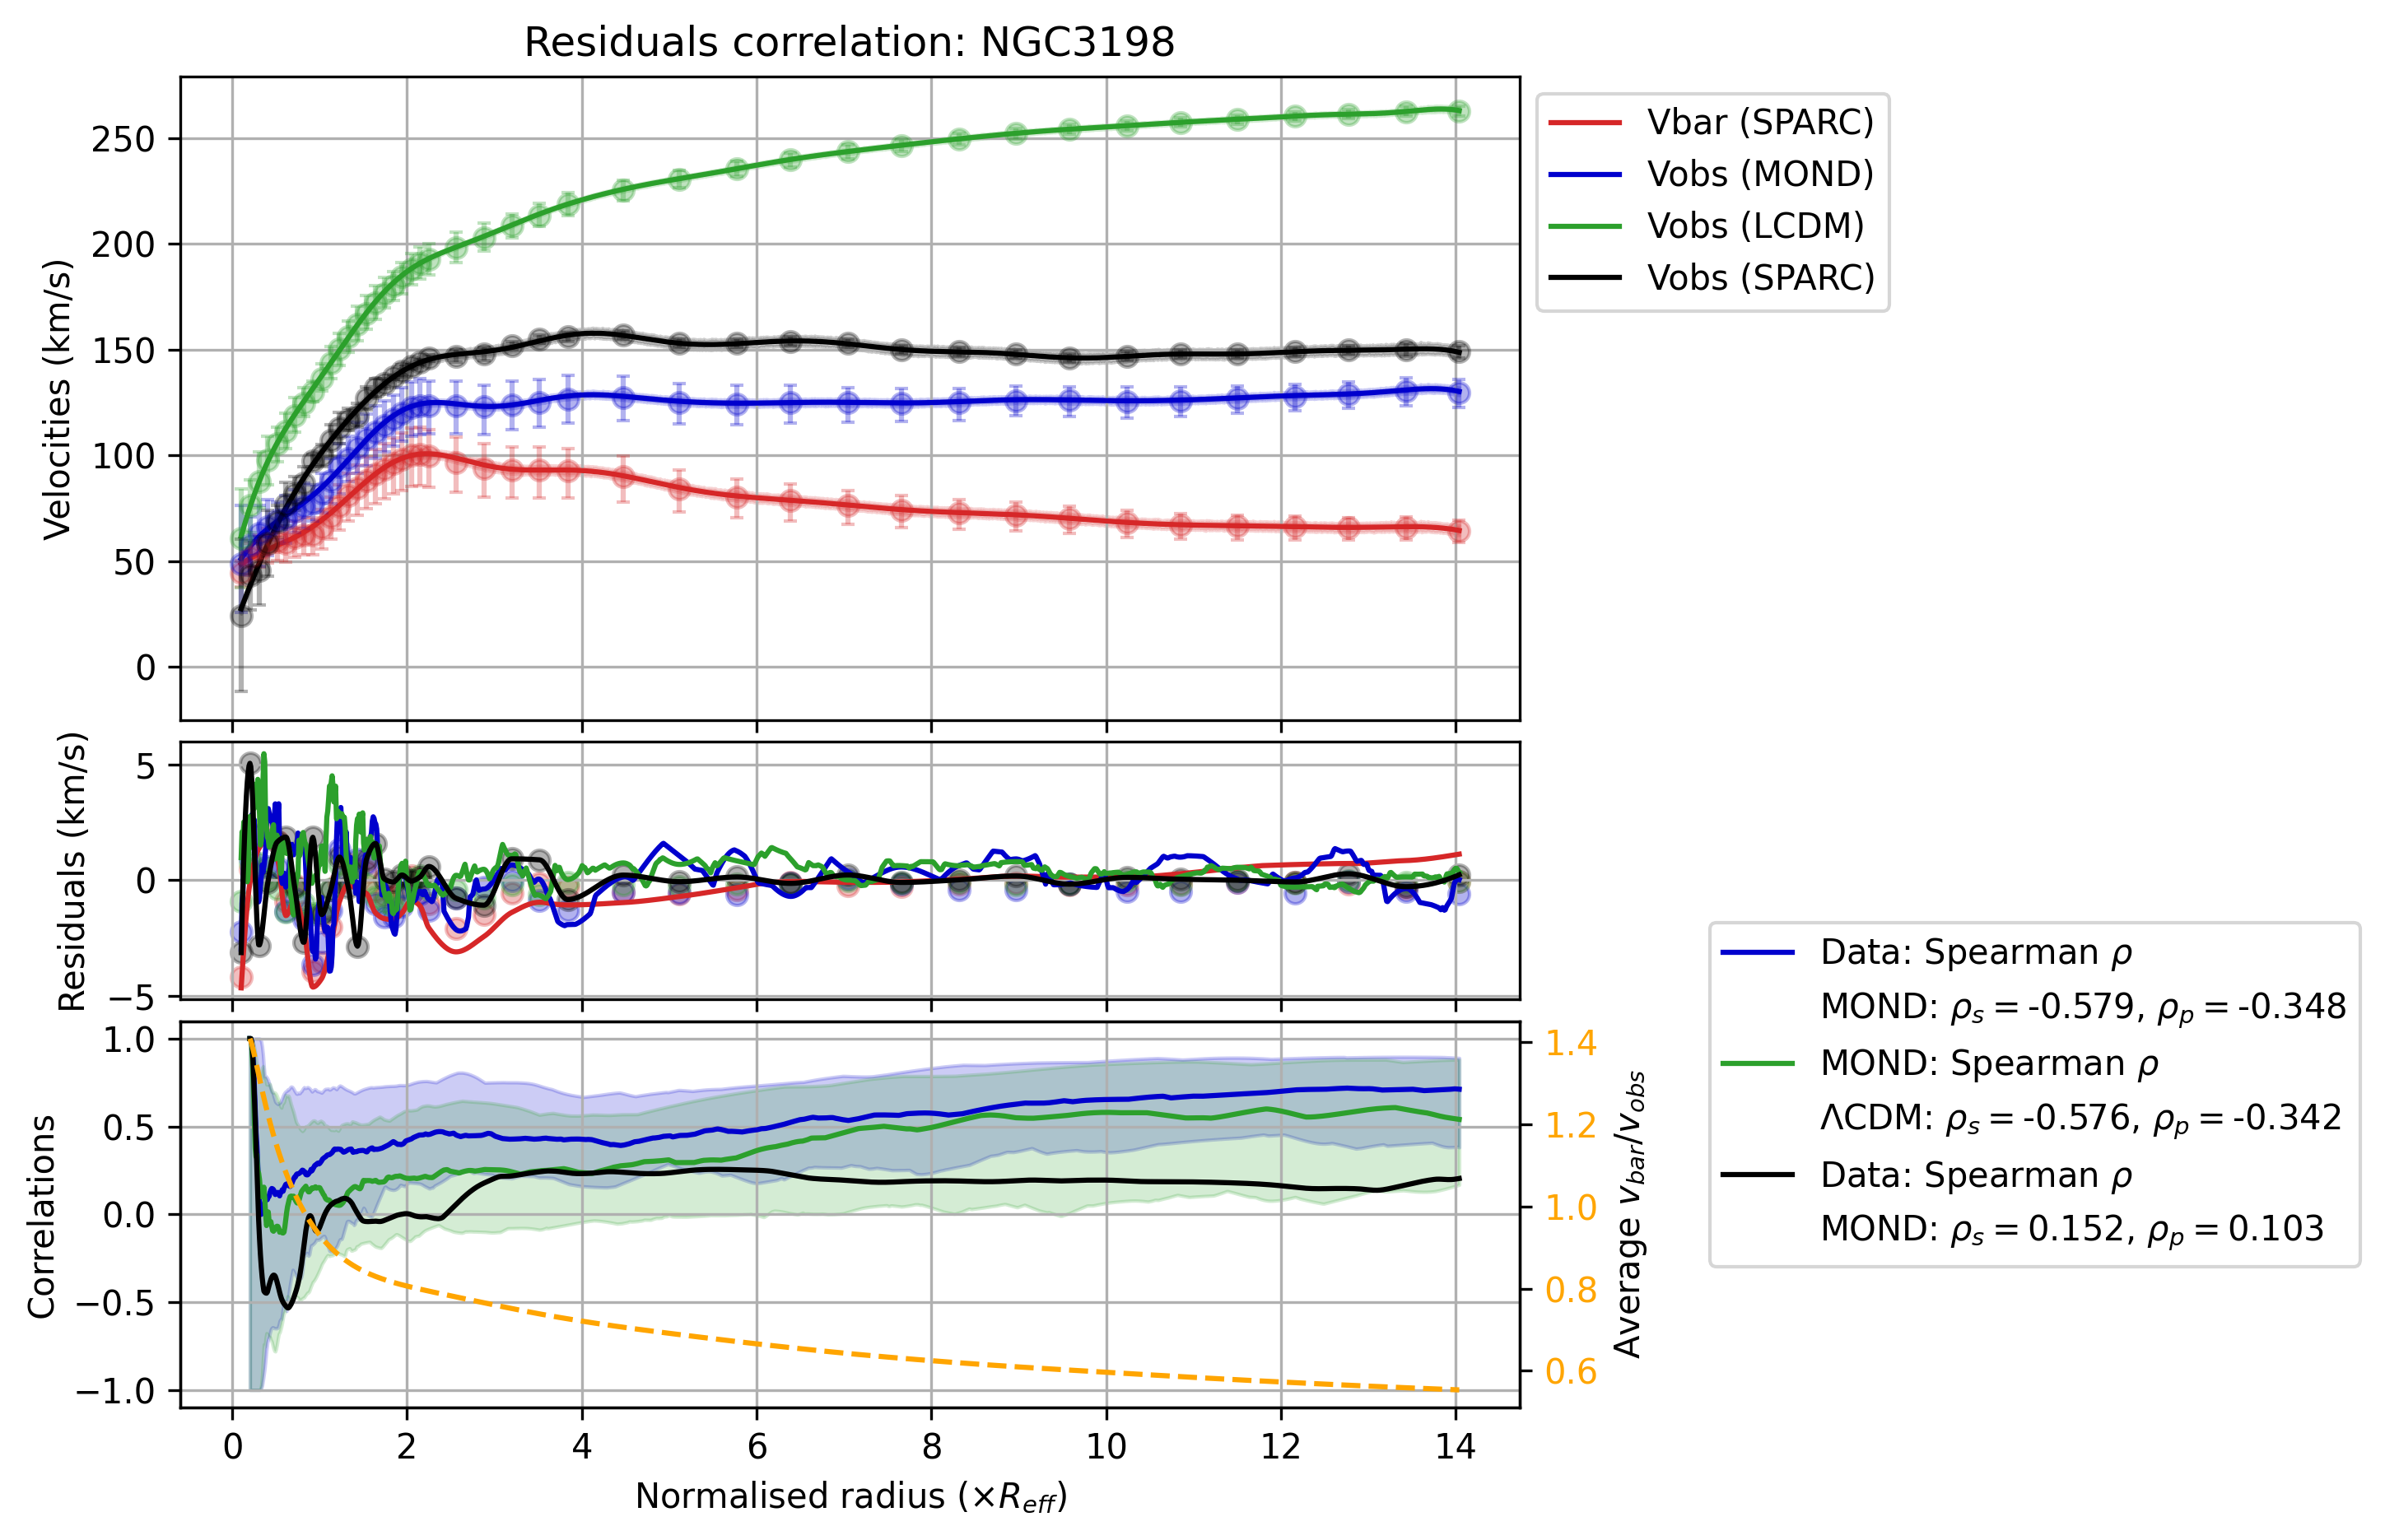 Residuals correlation: NGC3198
Velocities (km/s)
250
200
150
100
50
0
Vbar (SPARC)
Vobs (MOND)
Vobs (LCDM)
Vobs (SPARC)
Residuals (km/s)
5
0
−5
Correlations
1.0
0.5
0.0
−0.5
−1.0
1.4
1.2
1.0
0.8
0.6
Average v_bar/v_obs
Data: Spearman ρ
MOND: ρ_s = -0.579, ρ_p = -0.348
MOND: Spearman ρ
ΛCDM: ρ_s = -0.576, ρ_p = -0.342
Data: Spearman ρ
MOND: ρ_s = 0.152, ρ_p = 0.103
0 2 4 6 8 10 12 14
Normalised radius (×R_eff)